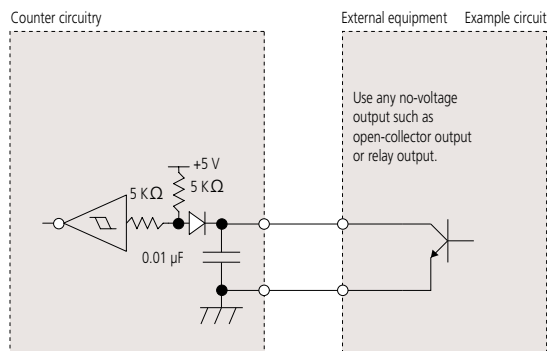 Counter circuitry
External equipment Example circuit
Use any no-voltage
output such as
open-collector output
or relay output.
+5 V
5 KΩ
5 KΩ
0.01 µF